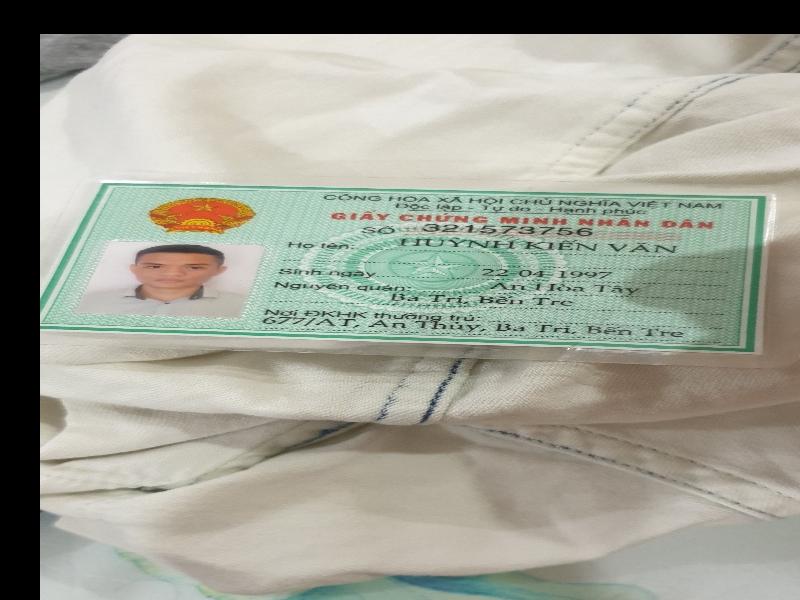 CỘNG HÒA XÃ HỘI CHỦ NGHĨA VIỆT NAM
Độc lập - Tự do - Hạnh phúc
GIẤY CHỨNG MINH NHÂN DÂN
SỐ 321573756
Họ tên: HUỲNH KIẾN VĂN
Sinh ngày 22-04-1997
Nguyên quán: An Hòa Tây
Ba Tri, Bến Tre
Nơi ĐKHK thường trú:
677/AT, An Thủy, Ba Tri, Bến Tre